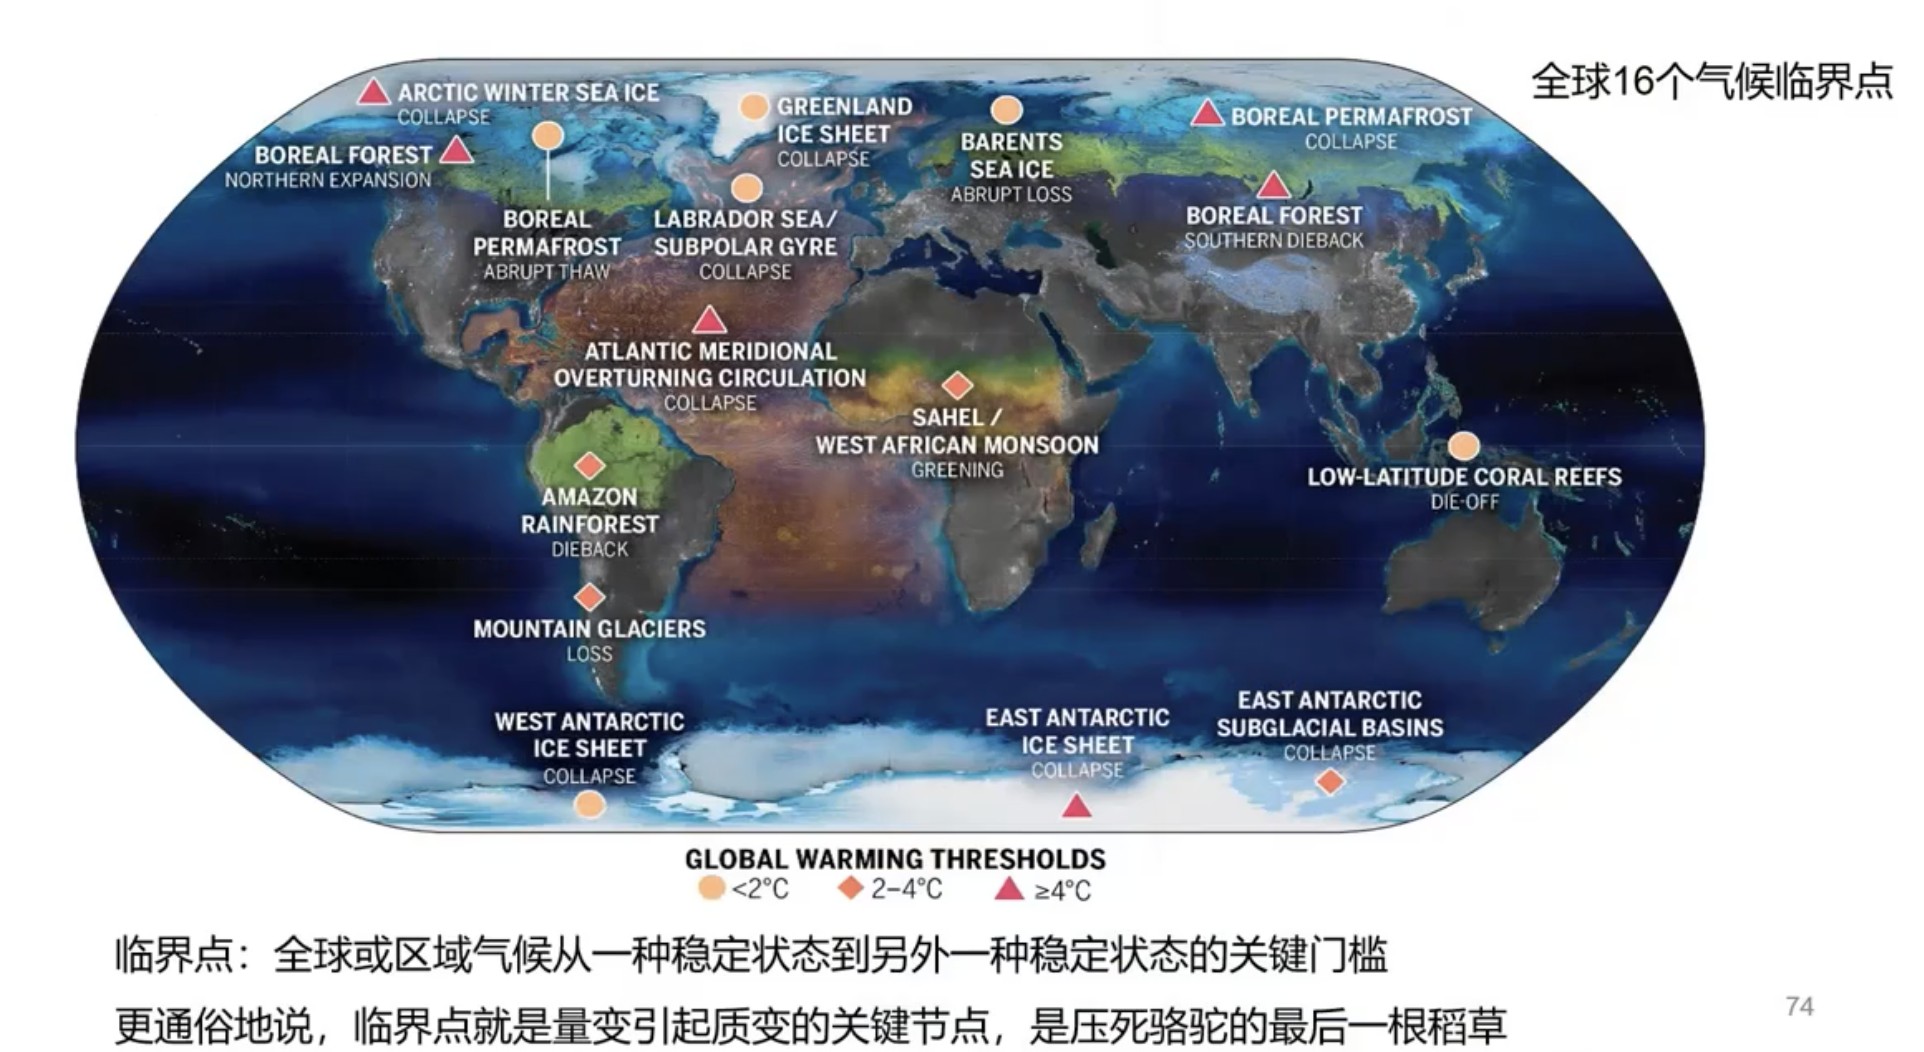 全球16个气候临界点
ARCTIC WINTER SEA ICE
COLLAPSE
BOREAL FOREST
NORTHERN EXPANSION
BOREAL
PERMAFROST
ABRUPT THAW
GREENLAND
ICE SHEET
COLLAPSE
LABRADOR SEA/
SUBPOLAR GYRE
COLLAPSE
BARENTS
SEA ICE
ABRUPT LOSS
BOREAL PERMAFROST
COLLAPSE
BOREAL FOREST
SOUTHERN DIEBACK
ATLANTIC MERIDIONAL
OVERTURNING CIRCULATION
COLLAPSE
SAHEL /
WEST AFRICAN MONSOON
GREENING
LOW-LATITUDE CORAL REEFS
DIE-OFF
AMAZON
RAINFOREST
DIEBACK
MOUNTAIN GLACIERS
LOSS
WEST ANTARCTIC
ICE SHEET
COLLAPSE
EAST ANTARCTIC
ICE SHEET
COLLAPSE
EAST ANTARCTIC
SUBGLACIAL BASINS
COLLAPSE
GLOBAL WARMING THRESHOLDS
<2°C 2–4°C ≥4°C
临界点：全球或区域气候从一种稳定状态到另外一种稳定状态的关键门槛
更通俗地说，临界点就是量变引起质变的关键节点，是压死骆驼的最后一根稻草
74